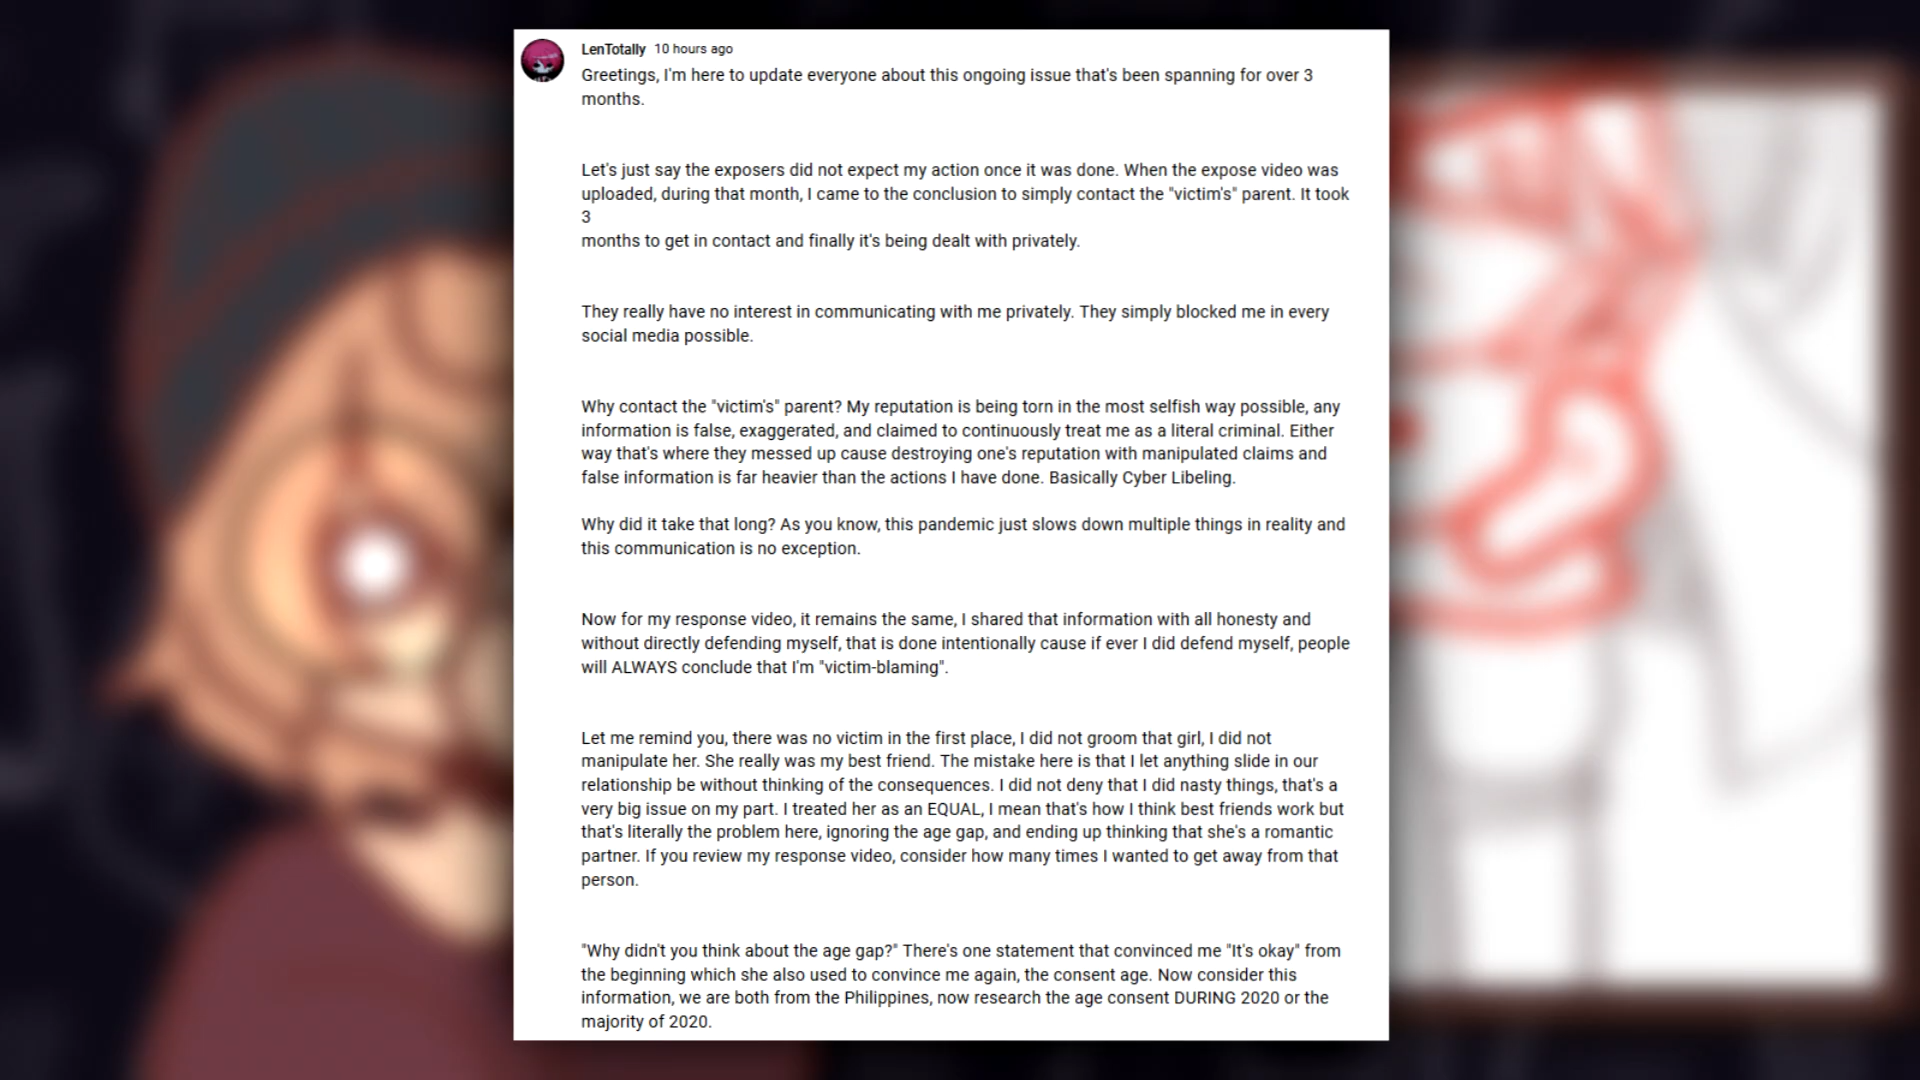 LenTotally 10 hours ago
Greetings, I'm here to update everyone about this ongoing issue that's been spanning for over 3
months.
Let's just say the exposers did not expect my action once it was done. When the expose video was
uploaded, during that month, I came to the conclusion to simply contact the "victim's" parent. It took
3
months to get in contact and finally it's being dealt with privately.
They really have no interest in communicating with me privately. They simply blocked me in every
social media possible.
Why contact the "victim's" parent? My reputation is being torn in the most selfish way possible, any
information is false, exaggerated, and claimed to continuously treat me as a literal criminal. Either
way that's where they messed up cause destroying one's reputation with manipulated claims and
false information is far heavier than the actions I have done. Basically Cyber Libeling.
Why did it take that long? As you know, this pandemic just slows down multiple things in reality and
this communication is no exception.
Now for my response video, it remains the same, I shared that information with all honesty and
without directly defending myself, that is done intentionally cause if ever I did defend myself, people
will ALWAYS conclude that I'm "victim-blaming".
Let me remind you, there was no victim in the first place, I did not groom that girl, I did not
manipulate her. She really was my best friend. The mistake here is that I let anything slide in our
relationship be without thinking of the consequences. I did not deny that I did nasty things, that's a
very big issue on my part. I treated her as an EQUAL, I mean that's how I think best friends work but
that's literally the problem here, ignoring the age gap, and ending up thinking that she's a romantic
partner. If you review my response video, consider how many times I wanted to get away from that
person.
"Why didn't you think about the age gap?" There's one statement that convinced me "It's okay" from
the beginning which she also used to convince me again, the consent age. Now consider this
information, we are both from the Philippines, now research the age consent DURING 2020 or the
majority of 2020.